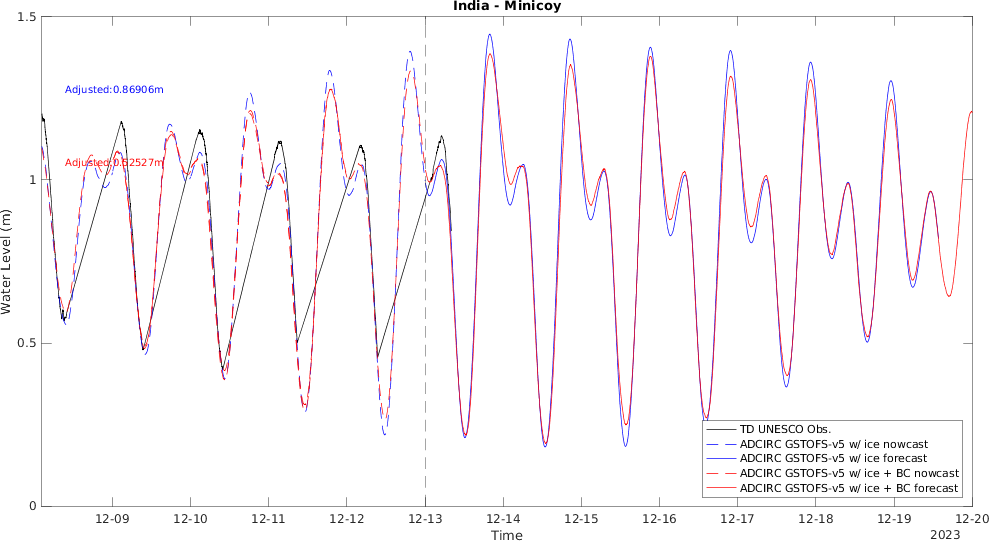 India - Minicoy
1.5
Adjusted:0.86906m
Adjusted:0.82527m
1
0.5
0
Water Level (m)
TD UNESCO Obs.
ADCIRC GSTOFS-v5 w/ ice nowcast
ADCIRC GSTOFS-v5 w/ ice forecast
ADCIRC GSTOFS-v5 w/ ice + BC nowcast
ADCIRC GSTOFS-v5 w/ ice + BC forecast
12-09 12-10 12-11 12-12 12-13 12-14 12-15 12-16 12-17 12-18 12-19 12-20
Time
2023